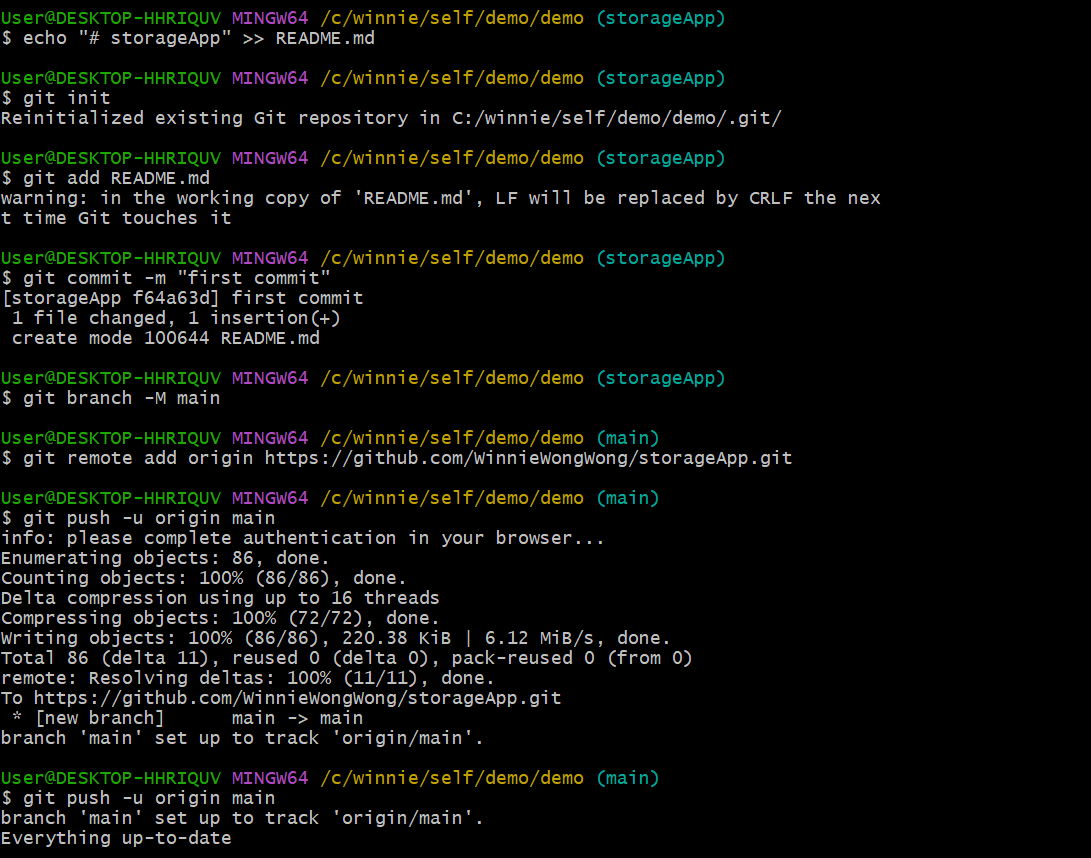 User@DESKTOP-HHRIQUV MINGW64 /c/winnie/self/demo/demo (storageApp)
$ echo "# storageApp" >> README.md
User@DESKTOP-HHRIQUV MINGW64 /c/winnie/self/demo/demo (storageApp)
$ git init
Reinitialized existing Git repository in C:/winnie/self/demo/demo/.git/
User@DESKTOP-HHRIQUV MINGW64 /c/winnie/self/demo/demo (storageApp)
$ git add README.md
warning: in the working copy of 'README.md', LF will be replaced by CRLF the nex
t time Git touches it
User@DESKTOP-HHRIQUV MINGW64 /c/winnie/self/demo/demo (storageApp)
$ git commit -m "first commit"
[storageApp f64a63d] first commit
 1 file changed, 1 insertion(+)
 create mode 100644 README.md
User@DESKTOP-HHRIQUV MINGW64 /c/winnie/self/demo/demo (storageApp)
$ git branch -M main
User@DESKTOP-HHRIQUV MINGW64 /c/winnie/self/demo/demo (main)
$ git remote add origin https://github.com/WinnieWongWong/storageApp.git
User@DESKTOP-HHRIQUV MINGW64 /c/winnie/self/demo/demo (main)
$ git push -u origin main
info: please complete authentication in your browser...
Enumerating objects: 86, done.
Counting objects: 100% (86/86), done.
Delta compression using up to 16 threads
Compressing objects: 100% (72/72), done.
Writing objects: 100% (86/86), 220.38 KiB | 6.12 MiB/s, done.
Total 86 (delta 11), reused 0 (delta 0), pack-reused 0 (from 0)
remote: Resolving deltas: 100% (11/11), done.
To https://github.com/WinnieWongWong/storageApp.git
 * [new branch]      main -> main
branch 'main' set up to track 'origin/main'.
User@DESKTOP-HHRIQUV MINGW64 /c/winnie/self/demo/demo (main)
$ git push -u origin main
branch 'main' set up to track 'origin/main'.
Everything up-to-date